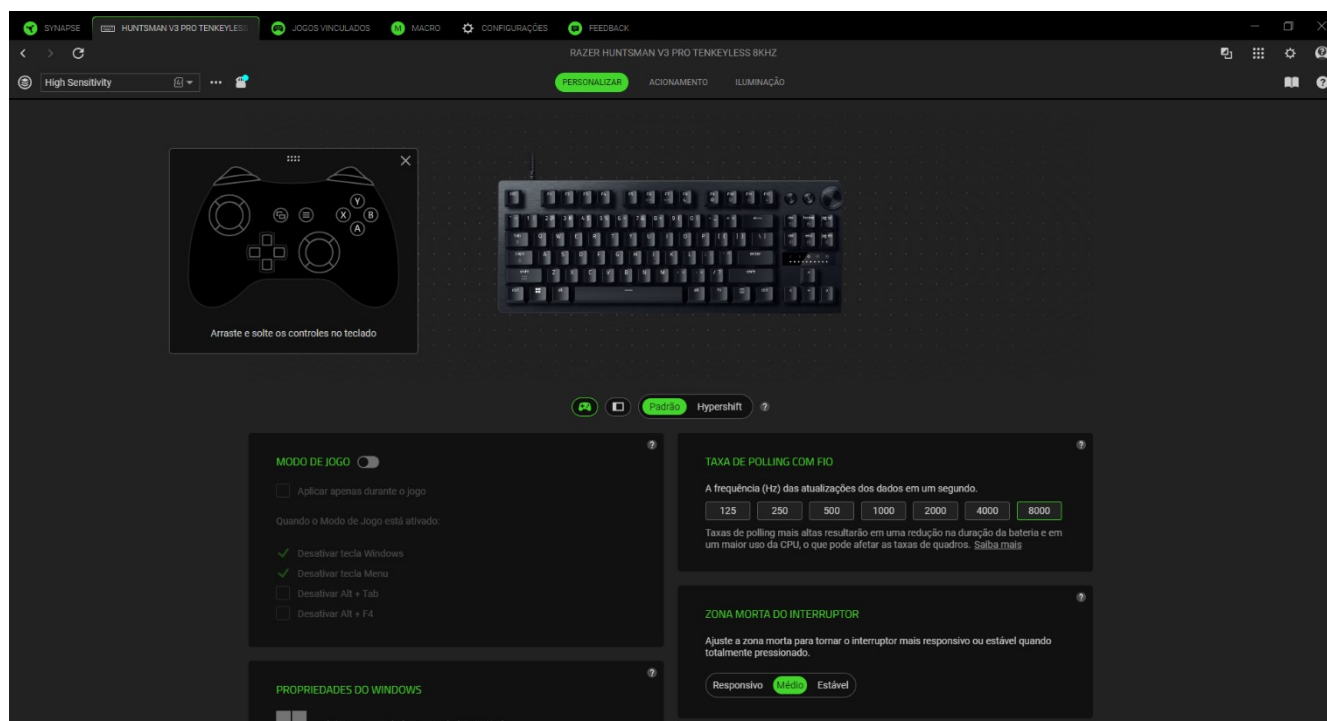 SYNAPSE
HUNTSMAN V3 PRO TENKEYLESS
JOGOS VINCULADOS
MACRO
CONFIGURAÇÕES
FEEDBACK
RAZER HUNTSMAN V3 PRO TENKEYLESS 8KHZ
High Sensitivity
PERSONALIZAR
ACIONAMENTO
ILUMINAÇÃO
Y
X
B
A
Arraste e solte os controles no teclado
Padrão
Hypershift
MODO DE JOGO
Aplicar apenas durante o jogo
Quando o Modo de Jogo está ativado:
Desativar tecla Windows
Desativar tecla Menu
Desativar Alt + Tab
Desativar Alt + F4
PROPRIEDADES DO WINDOWS
TAXA DE POLLING COM FIO
A frequência (Hz) das atualizações dos dados em um segundo.
125 250 500 1000 2000 4000 8000
Taxas de polling mais altas resultarão em uma redução na duração da bateria e em
um maior uso da CPU, o que pode afetar as taxas de quadros. Saiba mais
ZONA MORTA DO INTERRUPTOR
Ajuste a zona morta para tornar o interruptor mais responsivo ou estável quando
totalmente pressionado.
Responsivo Médio Estável